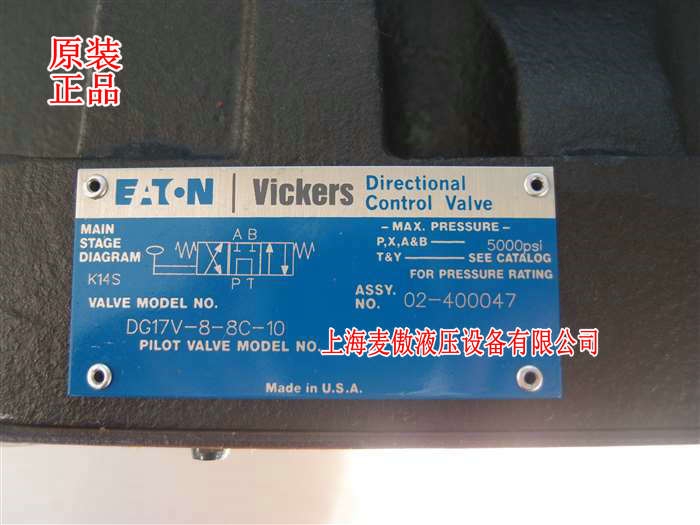 原装
正品
EATON | Vickers Directional
Control Valve
MAIN
STAGE
DIAGRAM
K14S
A B
P T
- MAX. PRESSURE -
P,X,A&B 5000psi
T&Y SEE CATALOG
FOR PRESSURE RATING
ASSY.
NO. 02-400047
VALVE MODEL NO.
DG17V-8-8C-10
PILOT VALVE MODEL NO.
上海麦傲液压设备有限公司
Made in U.S.A.